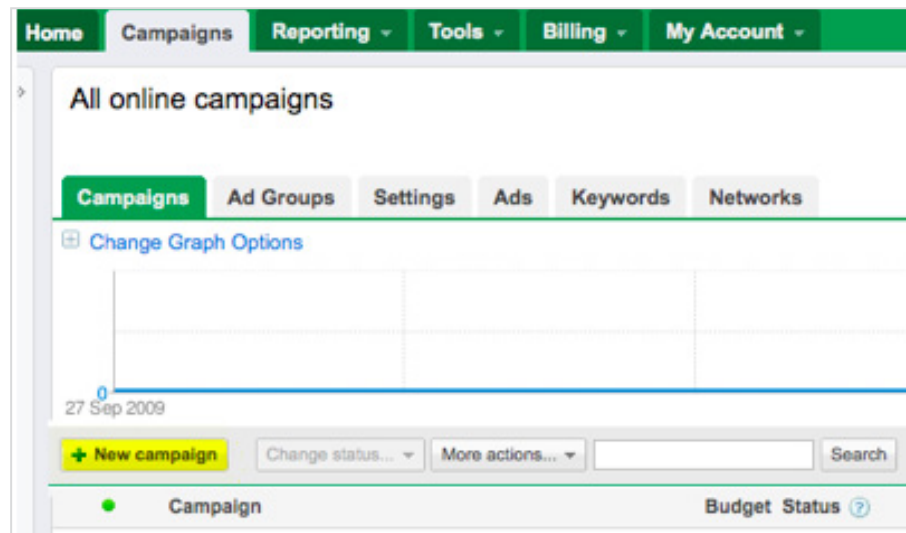 Home Campaigns Reporting Tools Billing My Account
All online campaigns
Campaigns Ad Groups Settings Ads Keywords Networks
Change Graph Options
0
27 Sep 2009
+ New campaign Change status... More actions... Search
Campaign Budget Status ?